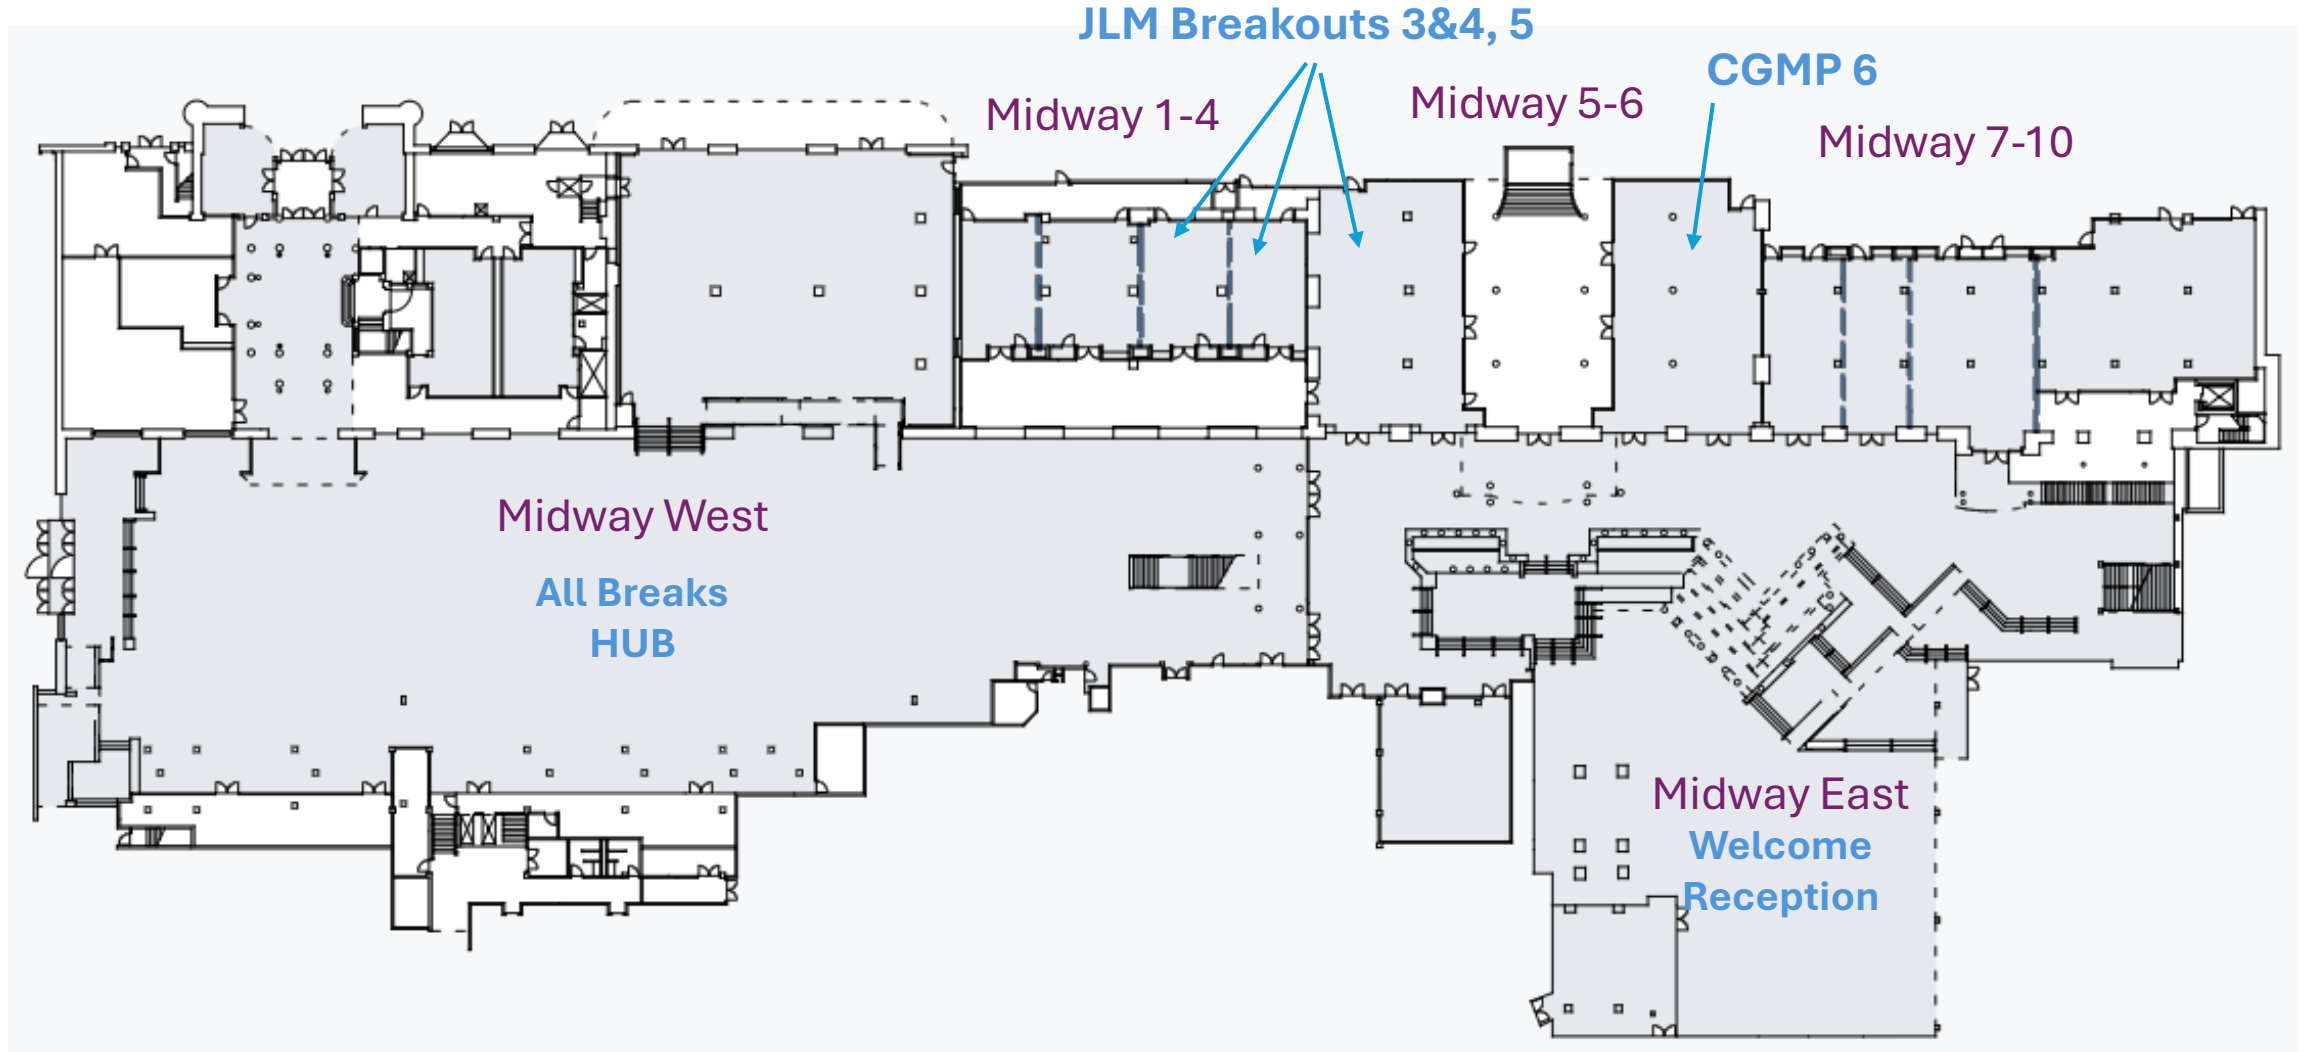 JLM Breakouts 3&4, 5
CGMP 6
Midway 1-4
Midway 5-6
Midway 7-10
Midway West
All Breaks
HUB
Midway East
Welcome
Reception